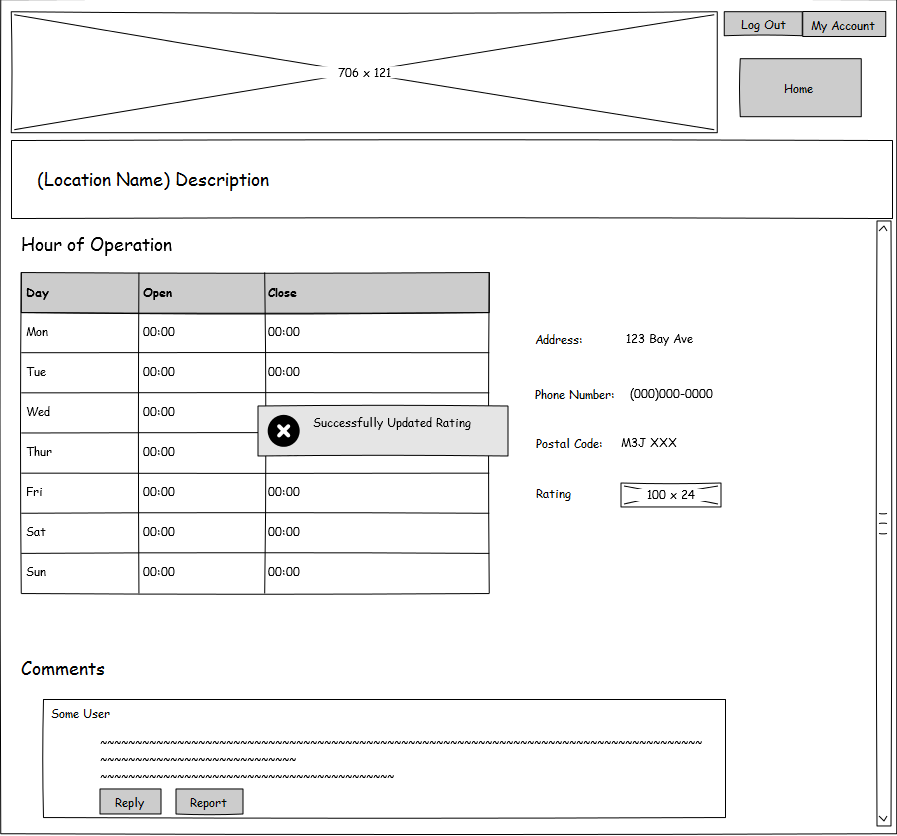 Log Out My Account
706 x 121
Home
(Location Name) Description
Hour of Operation
Day Open Close
Mon 00:00 00:00
Tue 00:00 00:00
Wed 00:00
Successfully Updated Rating
Thur 00:00
Fri 00:00 00:00
Sat 00:00 00:00
Sun 00:00 00:00
Address: 123 Bay Ave
Phone Number: (000)000-0000
Postal Code: M3J XXX
Rating 100 x 24
Comments
Some User
Reply Report